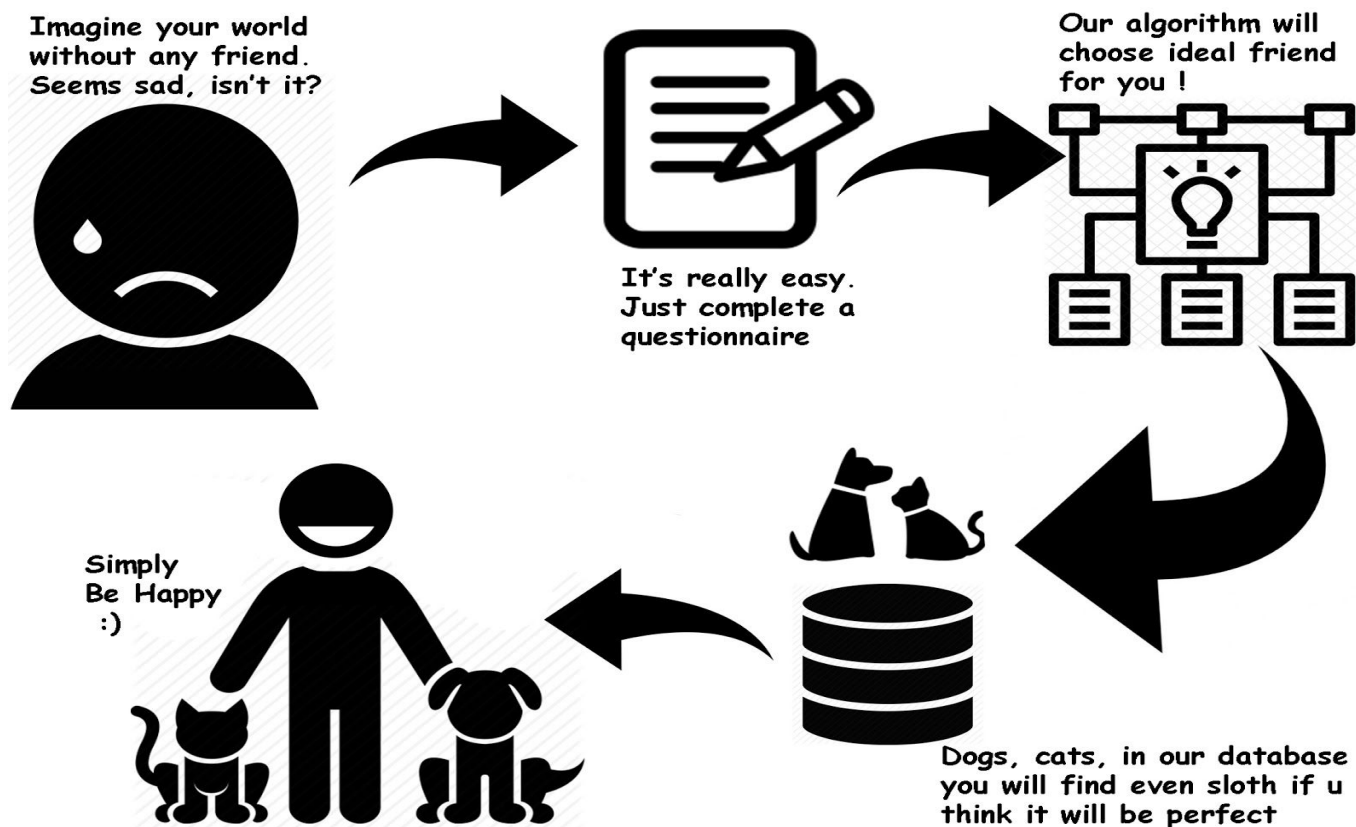 Imagine your world
without any friend.
Seems sad, isn't it?
It's really easy.
Just complete a
questionnaire
Our algorithm will
choose ideal friend
for you !
Dogs, cats, in our database
you will find even sloth if u
think it will be perfect
Simply
Be Happy
:)